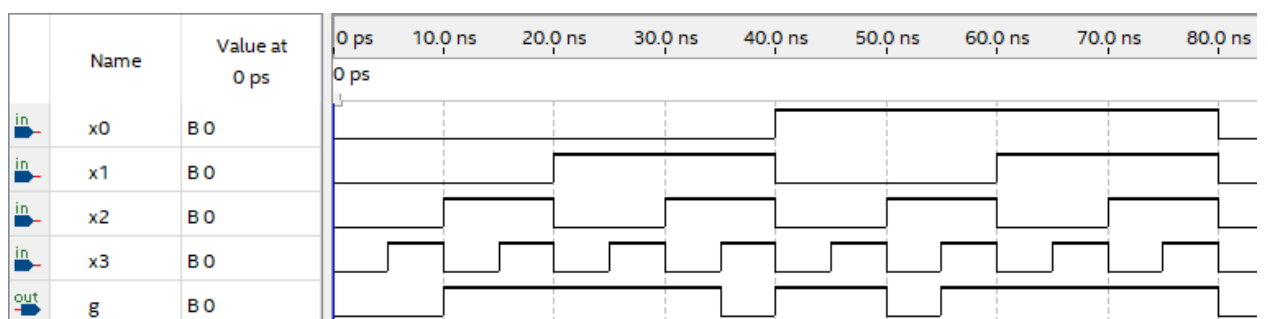 Name
Value at
0 ps
0 ps 10.0 ns 20.0 ns 30.0 ns 40.0 ns 50.0 ns 60.0 ns 70.0 ns 80.0 ns
0 ps
in x0 B 0
in x1 B 0
in x2 B 0
in x3 B 0
out g B 0